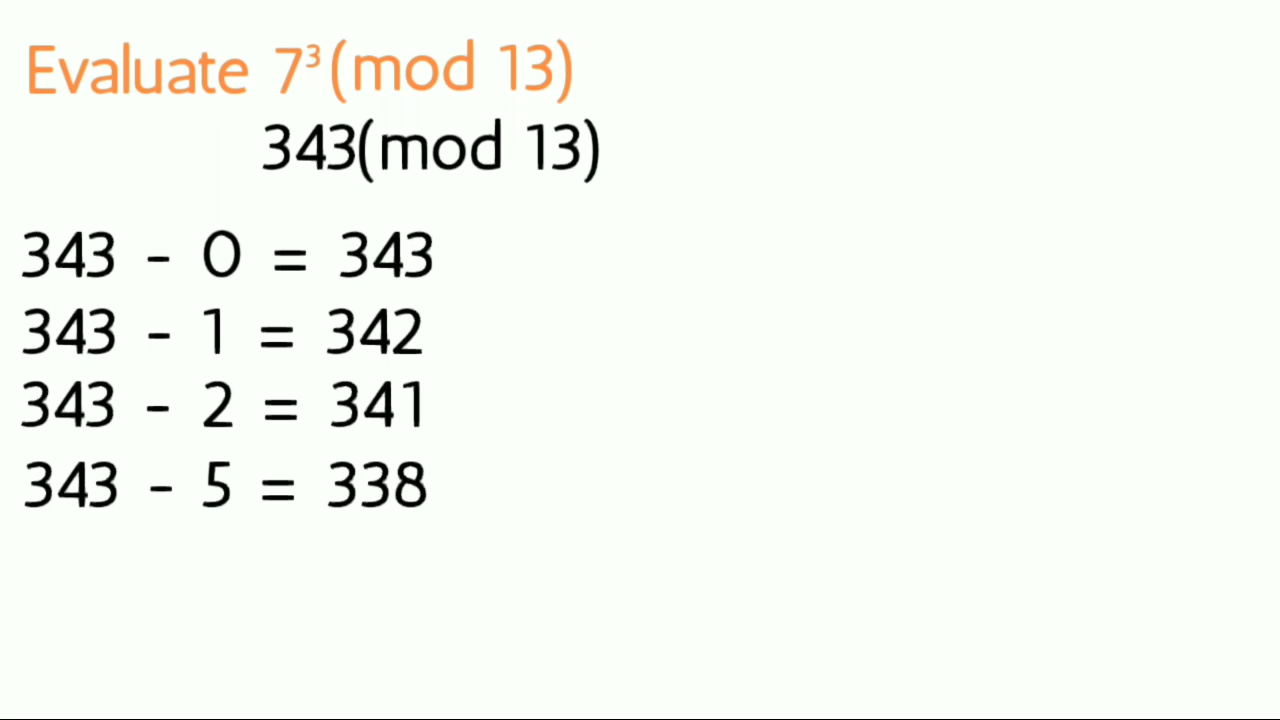 Evaluate 7³ (mod 13)
343(mod 13)
343 - 0 = 343
343 - 1 = 342
343 - 2 = 341
343 - 5 = 338